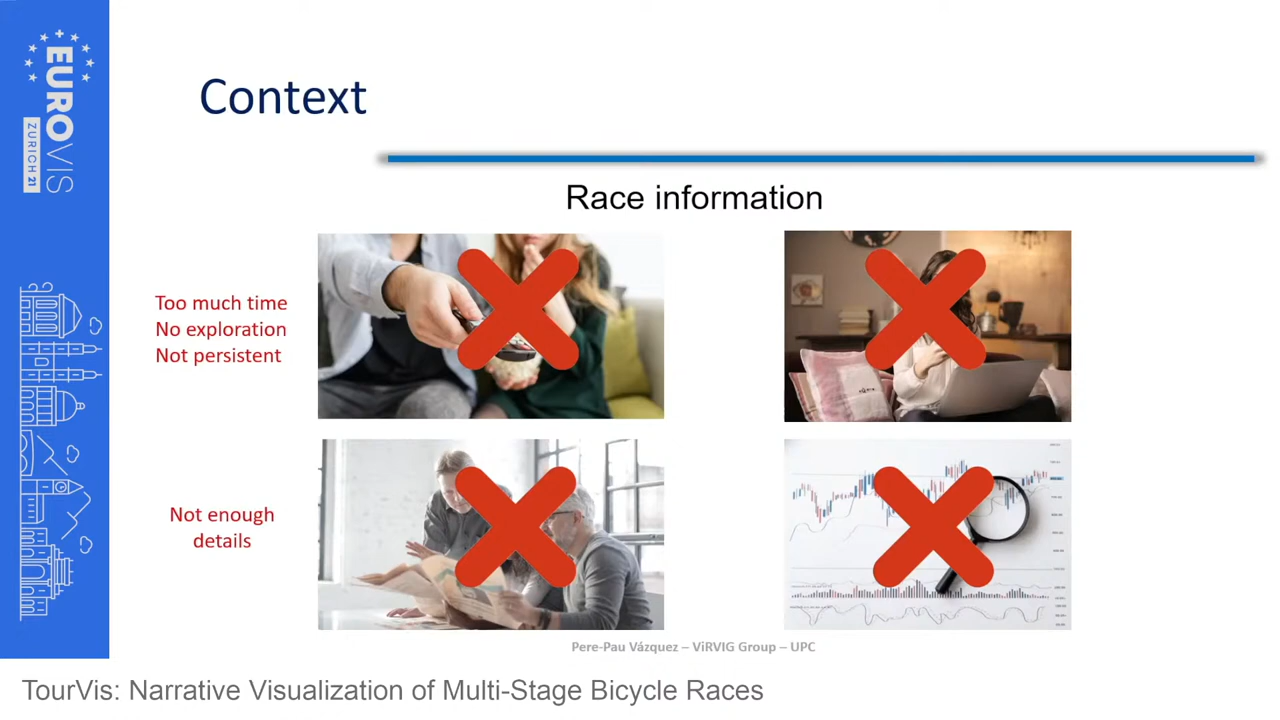 EUROVIS
ZURICH 21
Context
Race information
Too much time
No exploration
Not persistent
Not enough
details
Pere-Pau Vázquez – ViRVIG Group – UPC
TourVis: Narrative Visualization of Multi-Stage Bicycle Races